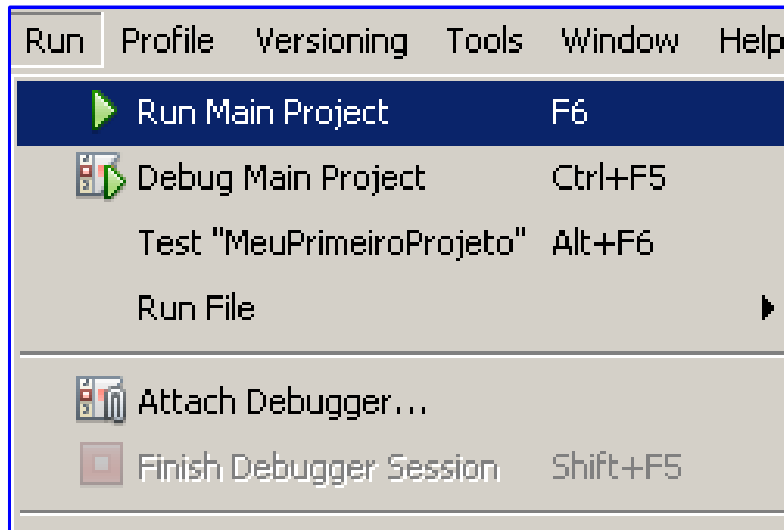 Run Profile Versioning Tools Window Help
Run Main Project F6
Debug Main Project Ctrl+F5
Test "MeuPrimeiroProjeto" Alt+F6
Run File
Attach Debugger...
Finish Debugger Session Shift+F5